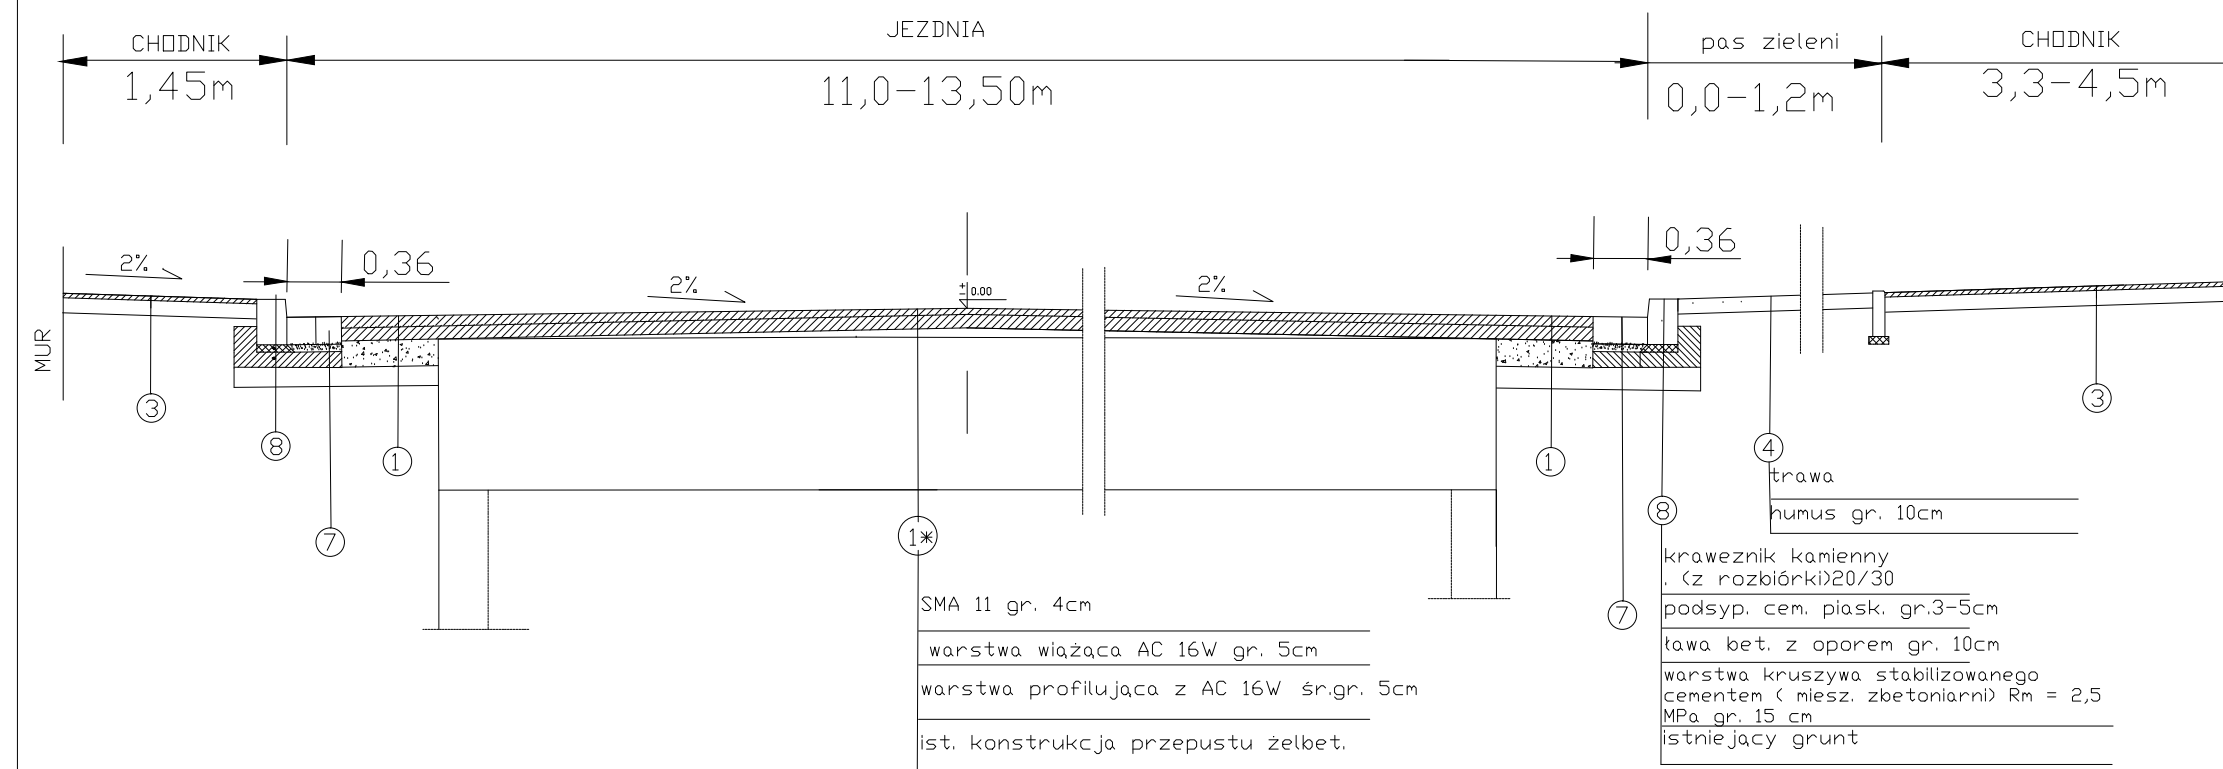 CHODNIK
JEZDNIA
pas zieleni
CHODNIK
1,45m
11,0-13,50m
0,0-1,2m
3,3-4,5m
2%
0,36
2%
± 0.00
2%
0,36
MUR
3
8
1
7
1*
1
7
8
4
3
trawa
humus gr. 10cm
SMA 11 gr. 4cm
warstwa wiążąca AC 16W gr. 5cm
warstwa profilująca z AC 16W śr.gr. 5cm
ist. konstrukcja przepustu żelbet.
kraweznik kamienny
. (z rozbiórki)20/30
podsyp. cem. piask. gr.3-5cm
ława bet. z oporem gr. 10cm
warstwa kruszywa stabilizowanego
cementem ( miesz. zbetoniarni) Rm = 2,5
MPa gr. 15 cm
istniejący grunt